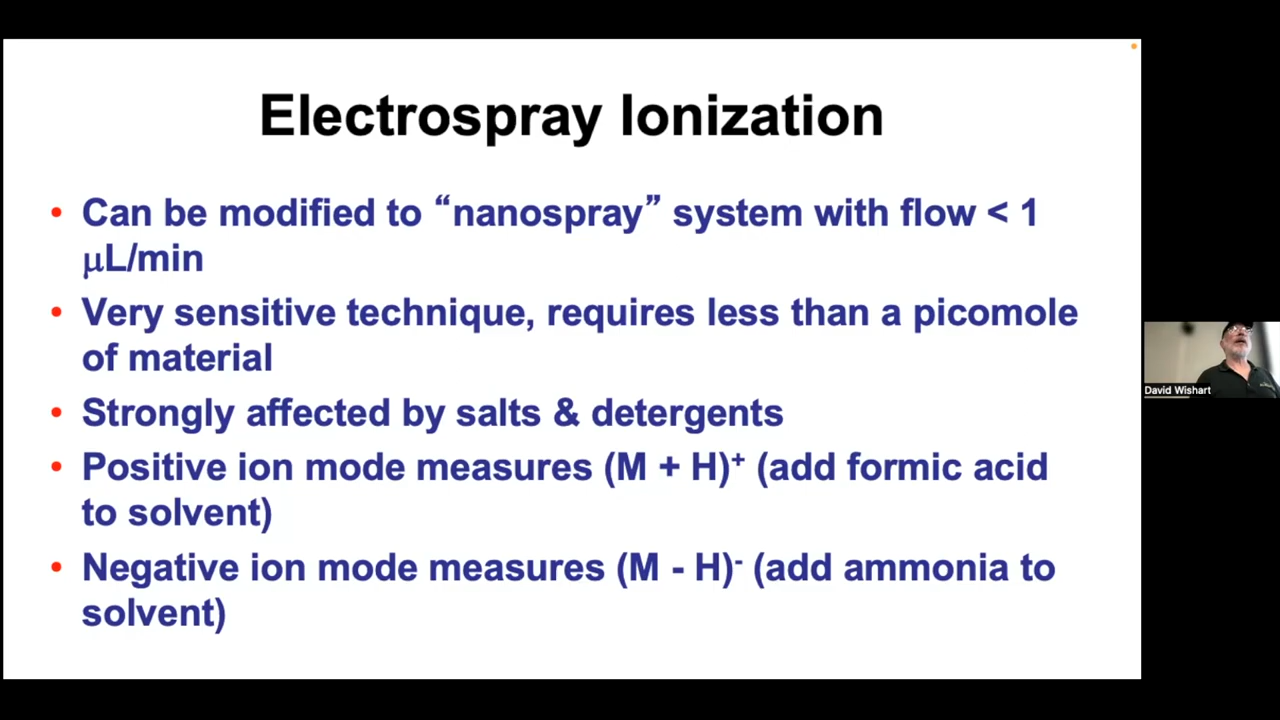 Electrospray Ionization
• Can be modified to “nanospray” system with flow < 1
μL/min
• Very sensitive technique, requires less than a picomole
of material
• Strongly affected by salts & detergents
• Positive ion mode measures (M + H)⁺ (add formic acid
to solvent)
• Negative ion mode measures (M - H)⁻ (add ammonia to
solvent)
David Wishart